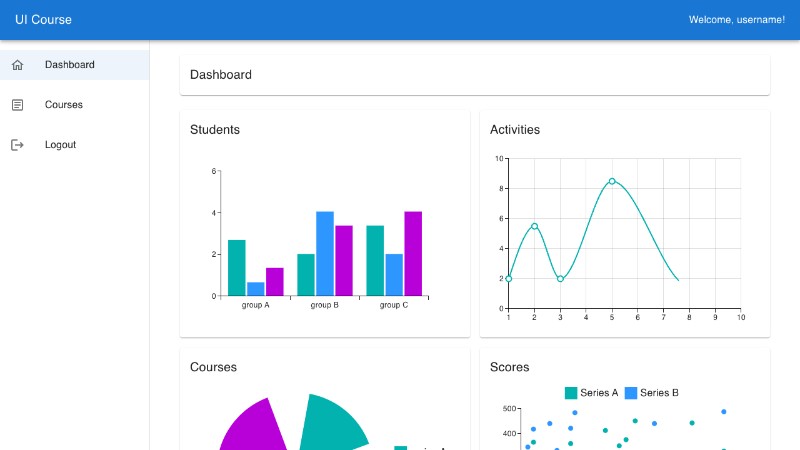 UI Course
Welcome, username!
Dashboard
Courses
Logout
Dashboard
Students
6
4
2
0
group A
group B
group C
Activities
10
8
6
4
2
0
1 2 3 4 5 6 7 8 9 10
Courses
Scores
Series A Series B
500
400